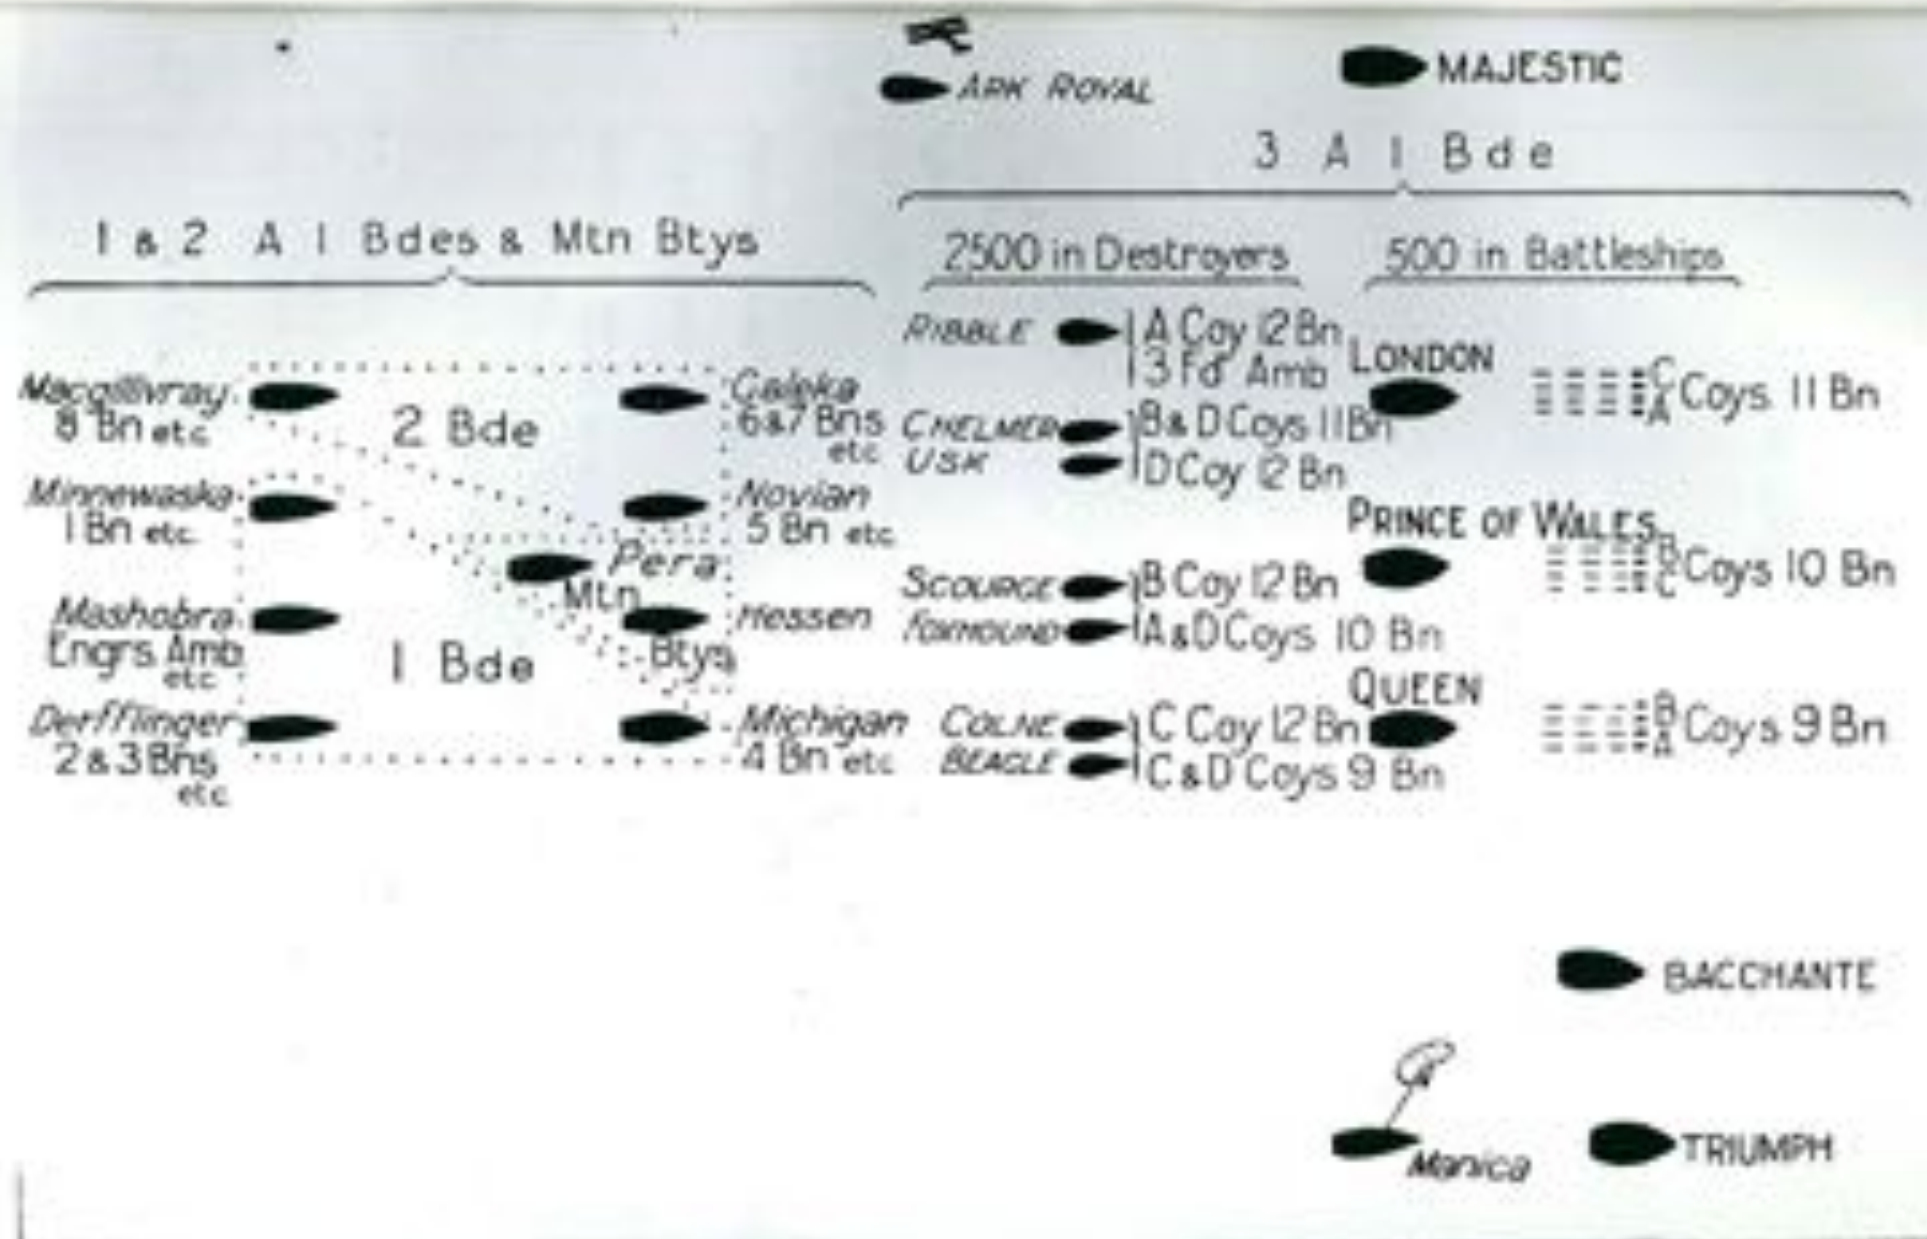 ARK ROYAL
MAJESTIC
3 A I Bde
1 & 2 A I Bdes & Mtn Btys
2500 in Destroyers
500 in Battleships
Macgillivray
8 Bn etc
2 Bde
Galeka
6&7 Bns
etc
Minnewaska
1 Bn etc
Novian
5 Bn etc
Pera
Mtn
Btys
Mashobra
Engrs Amb
etc
1 Bde
Hessen
Derfflinger
2 & 3 Bns
etc
Michigan
4 Bn etc
RIBBLE
A Coy 12 Bn
3 Fd Amb
CHELMER
B & D Coys 11 Bn
USK
D Coy 12 Bn
SCOURGE
B Coy 12 Bn
FOXHOUND
A & D Coys 10 Bn
COLNE
C Coy 12 Bn
BEAGLE
C & D Coys 9 Bn
LONDON
C
A Coys 11 Bn
PRINCE OF WALES
B
C Coys 10 Bn
QUEEN
B
A Coys 9 Bn
BACCHANTE
Manica
TRIUMPH